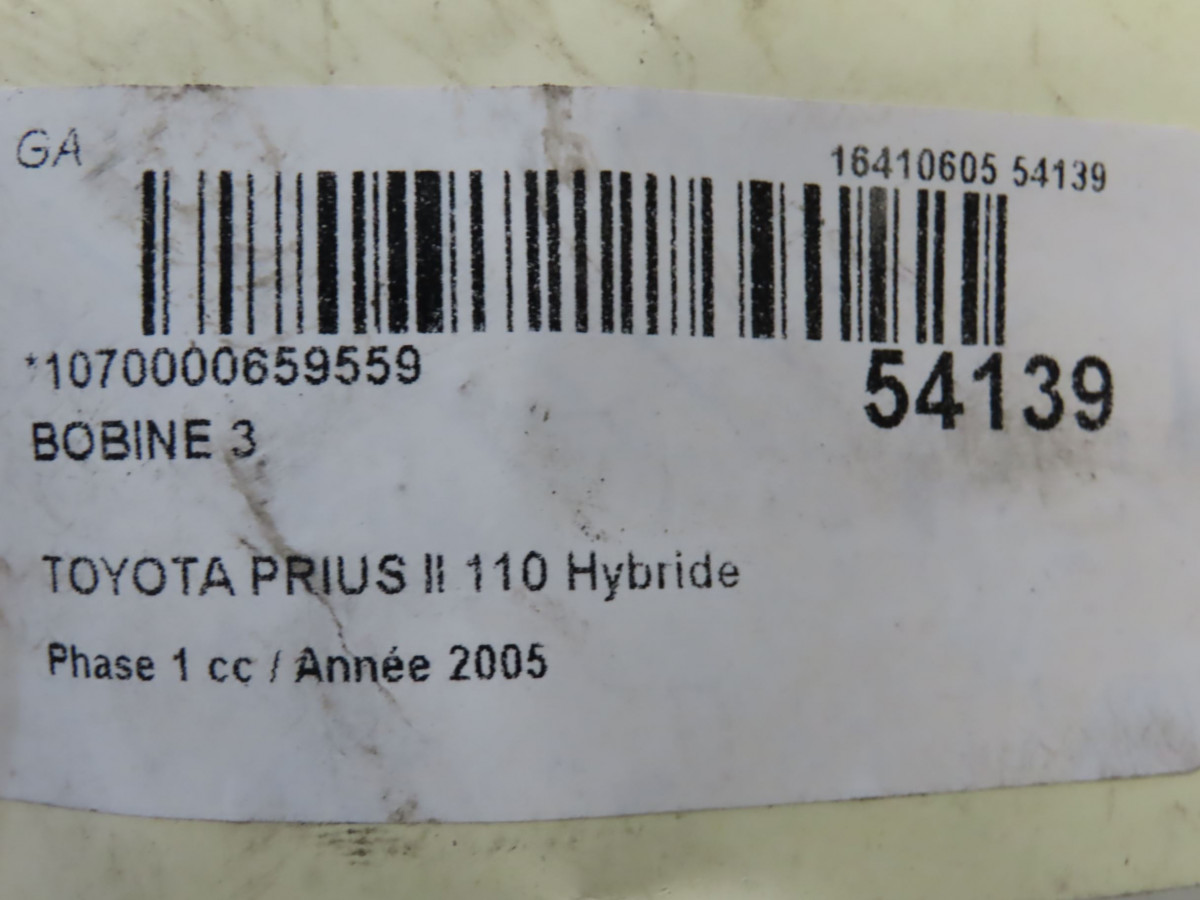 GA
16410605 54139
*1070000659559
54139
BOBINE 3
TOYOTA PRIUS II 110 Hybride
Phase 1 cc / Année 2005